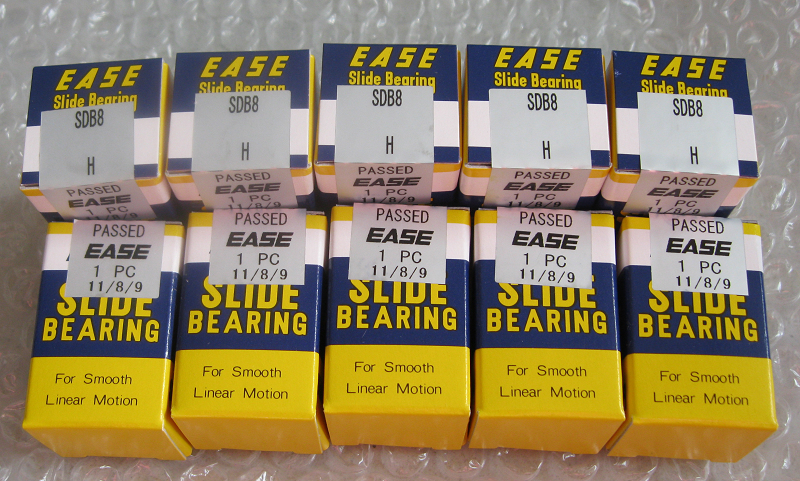 EASE
Slide Bearing
SDB8
H
PASSED
EASE
1 PC
11/8/9
EASE
Slide Bearing
SDB8
H
PASSED
EASE
1 PC
11/8/9
EASE
Slide Bearing
SDB8
H
PASSED
EASE
1 PC
11/8/9
EASE
Slide Bearing
SDB8
H
PASSED
EASE
1 PC
11/8/9
EASE
Slide Bearing
SDB8
H
PASSED
EASE
1 PC
11/8/9
PASSED
EASE
1 PC
11/8/9
SLIDE
BEARING
For Smooth
Linear Motion
PASSED
EASE
1 PC
11/8/9
SLIDE
BEARING
For Smooth
Linear Motion
PASSED
EASE
1 PC
11/8/9
SLIDE
BEARING
For Smooth
Linear Motion
PASSED
EASE
1 PC
11/8/9
SLIDE
BEARING
For Smooth
Linear Motion
PASSED
EASE
1 PC
11/8/9
SLIDE
BEARING
For Smooth
Linear Motion